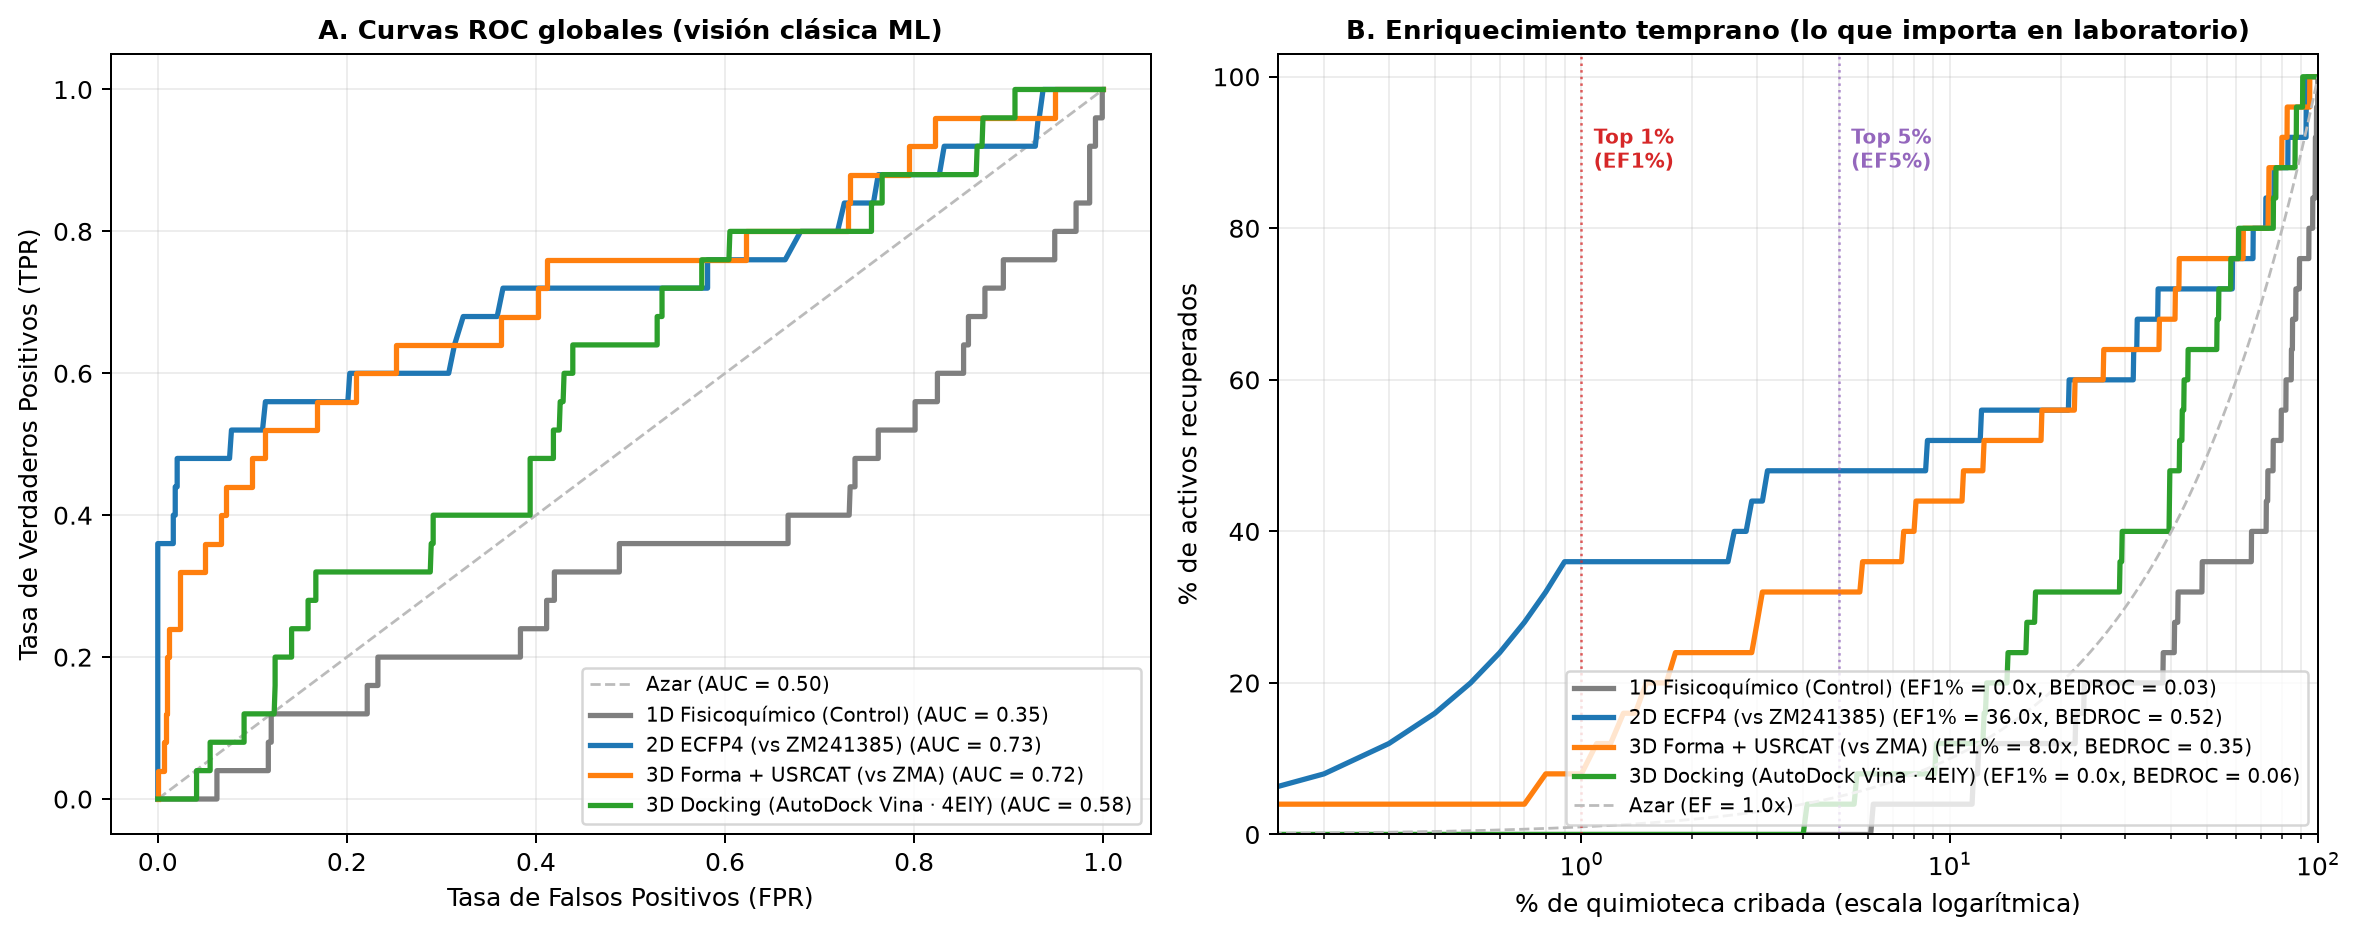 A. Curvas ROC globales (visión clásica ML)
Tasa de Verdaderos Positivos (TPR)
1.0
0.8
0.6
0.4
0.2
0.0
Azar (AUC = 0.50)
1D Fisicoquímico (Control) (AUC = 0.35)
2D ECFP4 (vs ZM241385) (AUC = 0.73)
3D Forma + USRCAT (vs ZMA) (AUC = 0.72)
3D Docking (AutoDock Vina · 4EIY) (AUC = 0.58)
0.0 0.2 0.4 0.6 0.8 1.0
Tasa de Falsos Positivos (FPR)
B. Enriquecimiento temprano (lo que importa en laboratorio)
% de activos recuperados
100
80
60
40
20
0
Top 1%
(EF1%)
Top 5%
(EF5%)
1D Fisicoquímico (Control) (EF1% = 0.0x, BEDROC = 0.03)
2D ECFP4 (vs ZM241385) (EF1% = 36.0x, BEDROC = 0.52)
3D Forma + USRCAT (vs ZMA) (EF1% = 8.0x, BEDROC = 0.35)
3D Docking (AutoDock Vina · 4EIY) (EF1% = 0.0x, BEDROC = 0.06)
Azar (EF = 1.0x)
10⁰ 10¹ 10²
% de quimioteca cribada (escala logarítmica)